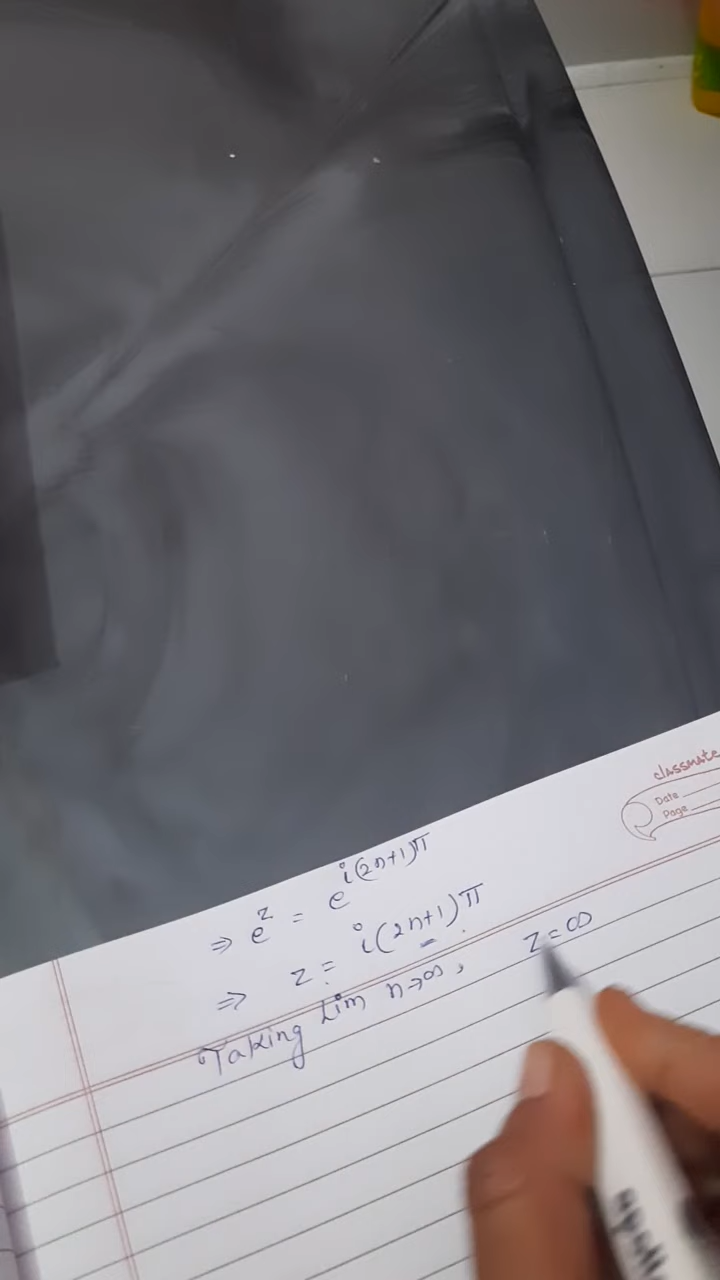 classmate
Date
Page
⇒ e^z = e^{i(2n+1)π}
⇒ z = i(2n+1)π
Taking Lim n→∞, z=∞